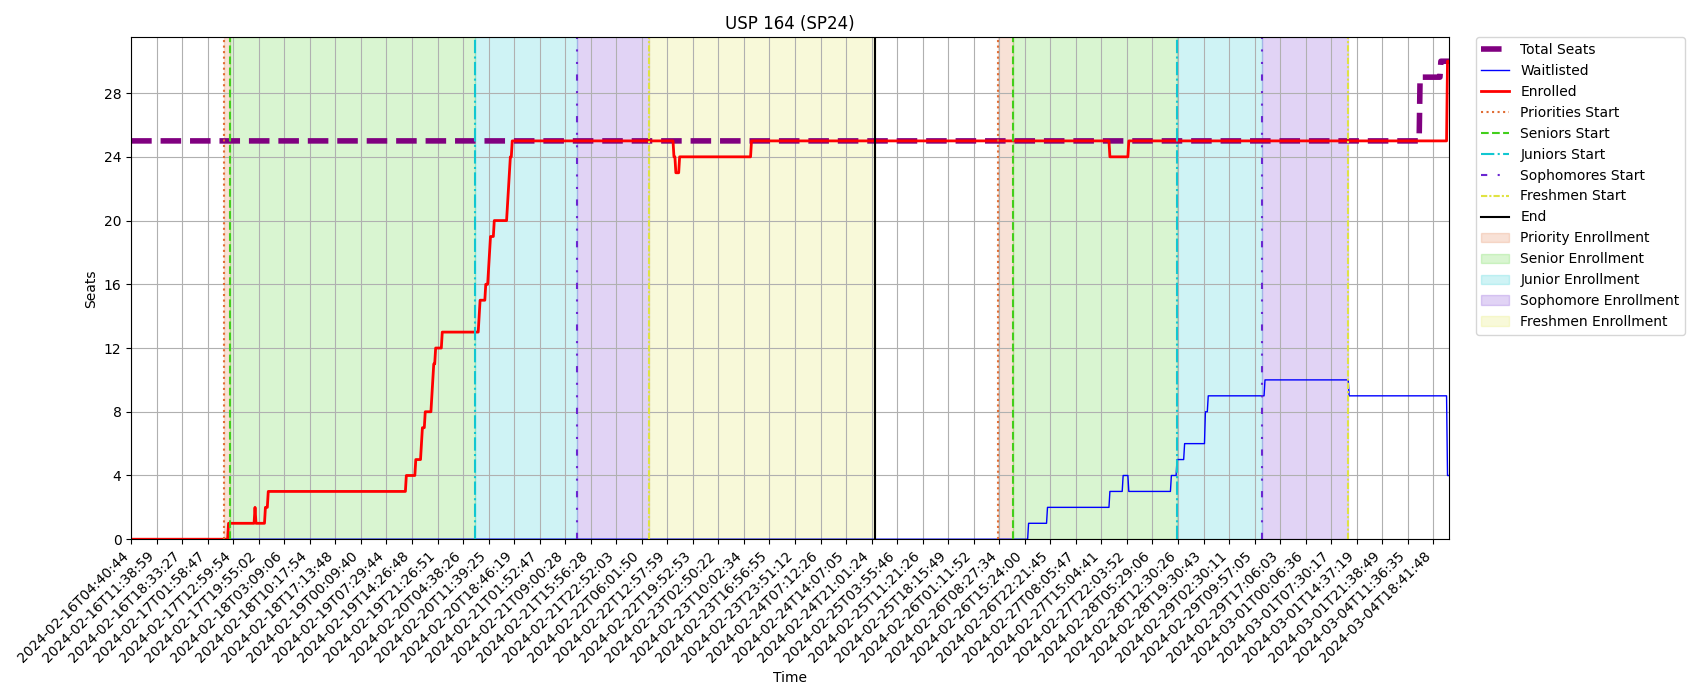 USP 164 (SP24)
Seats
28
24
20
16
12
8
4
0
2024-02-16T04:40:44
2024-02-16T11:38:59
2024-02-16T18:33:27
2024-02-17T01:58:47
2024-02-17T12:59:54
2024-02-17T19:55:02
2024-02-18T03:09:06
2024-02-18T10:17:54
2024-02-18T17:13:48
2024-02-19T00:09:40
2024-02-19T07:29:44
2024-02-19T14:26:48
2024-02-19T21:26:51
2024-02-20T04:38:26
2024-02-20T11:39:25
2024-02-20T18:46:19
2024-02-21T01:52:47
2024-02-21T09:00:28
2024-02-21T15:56:28
2024-02-21T22:52:03
2024-02-22T06:01:50
2024-02-22T12:57:59
2024-02-22T19:52:53
2024-02-23T02:50:22
2024-02-23T10:02:34
2024-02-23T16:56:55
2024-02-23T23:51:12
2024-02-24T07:12:26
2024-02-24T14:07:05
2024-02-24T21:01:24
2024-02-25T03:55:46
2024-02-25T11:21:26
2024-02-25T18:15:49
2024-02-26T01:11:52
2024-02-26T08:27:34
2024-02-26T15:24:00
2024-02-26T22:21:45
2024-02-27T08:05:47
2024-02-27T15:04:41
2024-02-27T22:03:52
2024-02-28T05:29:06
2024-02-28T12:30:26
2024-02-28T19:30:43
2024-02-29T02:30:11
2024-02-29T09:57:05
2024-02-29T17:06:03
2024-03-01T00:06:36
2024-03-01T07:30:17
2024-03-01T14:37:19
2024-03-01T21:38:49
2024-03-04T11:36:35
2024-03-04T18:41:48
Time
Total Seats
Waitlisted
Enrolled
Priorities Start
Seniors Start
Juniors Start
Sophomores Start
Freshmen Start
End
Priority Enrollment
Senior Enrollment
Junior Enrollment
Sophomore Enrollment
Freshmen Enrollment